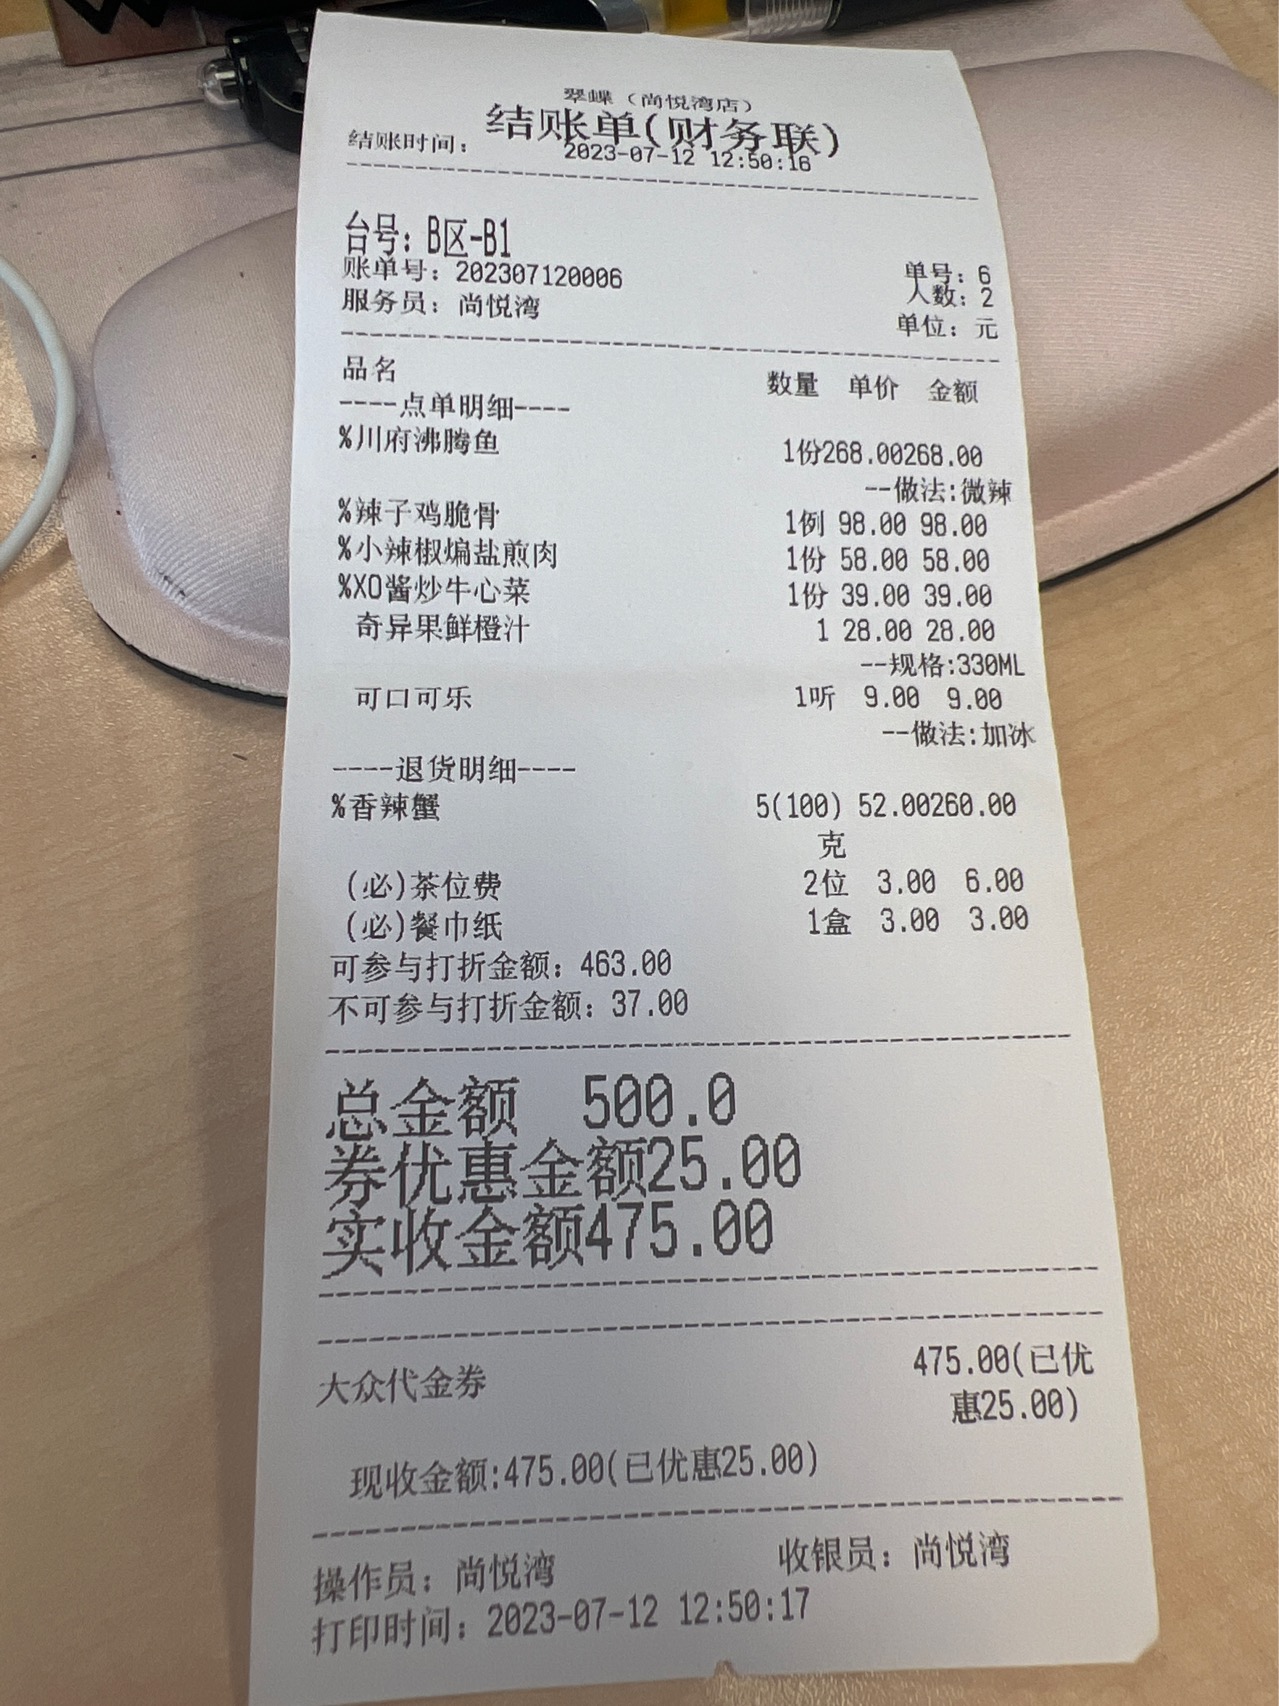 翠蝶（尚悦湾店）
结账单(财务联)
结账时间： 2023-07-12 12:50:16
台号：B区-B1
账单号：202307120006 单号：6
人数：2
服务员：尚悦湾 单位：元
品名 数量 单价 金额
----点单明细----
%川府沸腾鱼 1份268.00268.00
--做法:微辣
%辣子鸡脆骨 1例 98.00 98.00
%小辣椒煸盐煎肉 1份 58.00 58.00
%XO酱炒牛心菜 1份 39.00 39.00
奇异果鲜橙汁 1 28.00 28.00
--规格:330ML
可口可乐 1听 9.00 9.00
--做法:加冰
----退货明细----
%香辣蟹 5(100) 52.00260.00
克
(必)茶位费 2位 3.00 6.00
(必)餐巾纸 1盒 3.00 3.00
可参与打折金额：463.00
不可参与打折金额：37.00
总金额 500.0
券优惠金额25.00
实收金额475.00
大众代金券 475.00(已优
惠25.00)
现收金额:475.00(已优惠25.00)
操作员：尚悦湾 收银员：尚悦湾
打印时间：2023-07-12 12:50:17